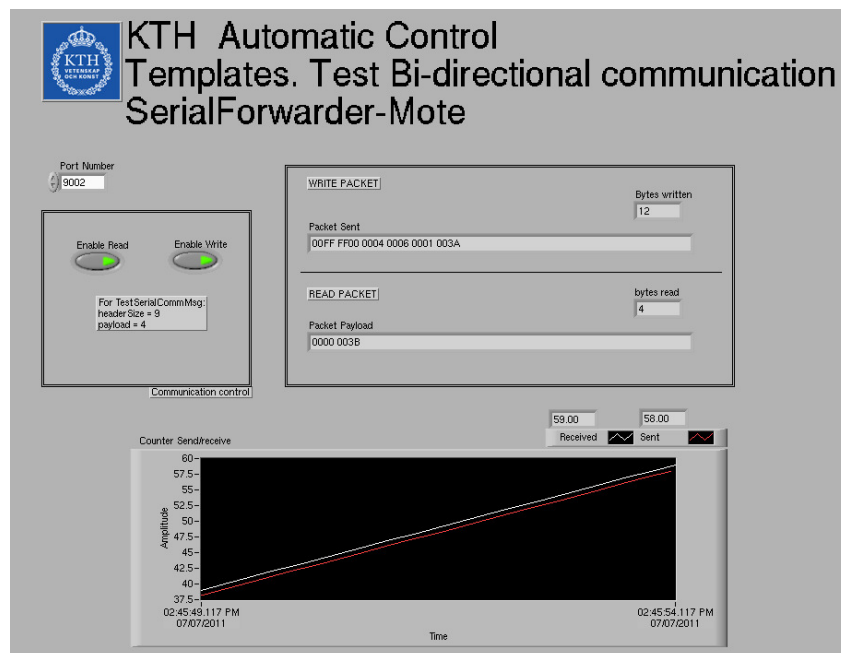 KTH
VETENSKAP
OCH KONST
KTH Automatic Control
Templates. Test Bi-directional communication
SerialForwarder-Mote
Port Number
9002
Enable Read
Enable Write
For TestSerialCommMsg:
headerSize = 9
payload = 4
Communication control
WRITE PACKET
Bytes written
12
Packet Sent
00FF FF00 0004 0006 0001 003A
READ PACKET
bytes read
4
Packet Payload
0000 003B
59.00
58.00
Received
Sent
Counter Send/receive
60
57.5
55
52.5
50
47.5
45
42.5
40
37.5
Amplitude
02:45:49.117 PM
07/07/2011
02:45:54.117 PM
07/07/2011
Time